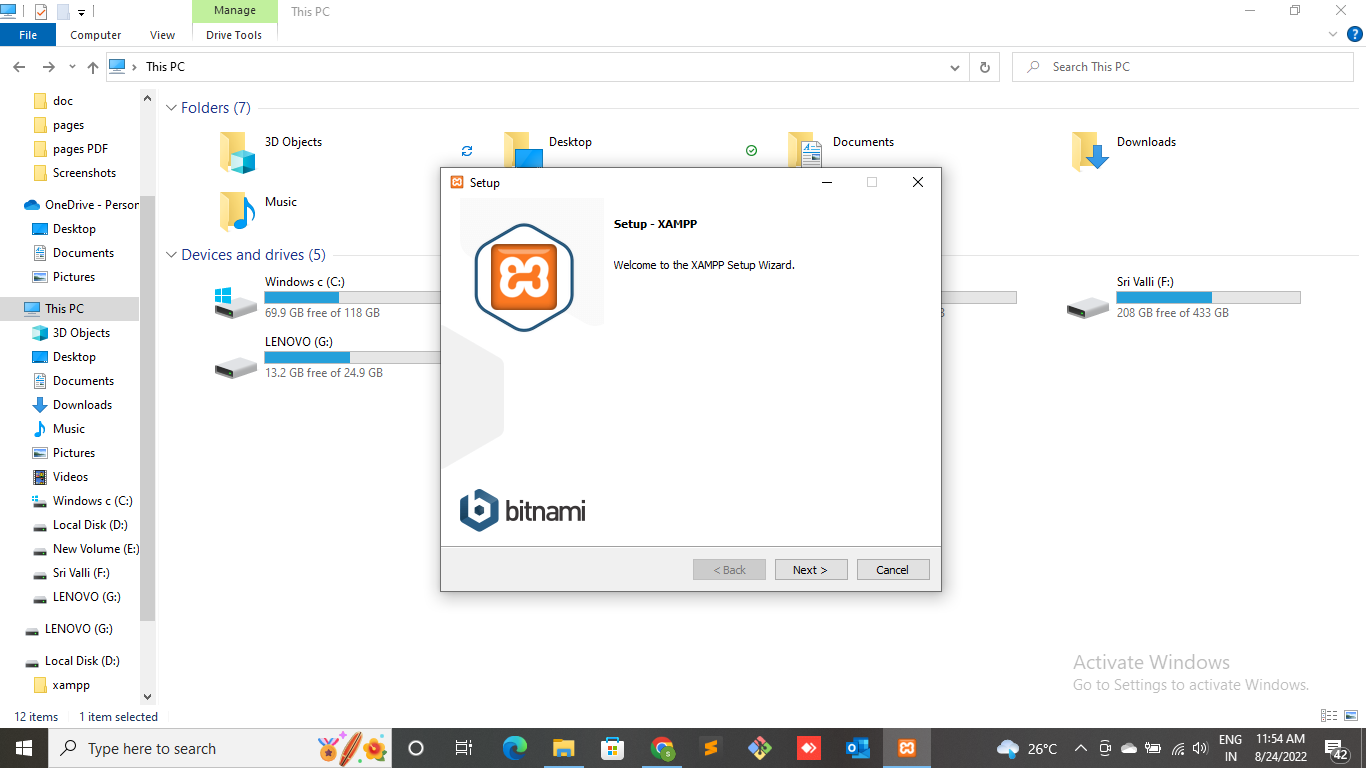 Manage
This PC
File
Computer
View
Drive Tools
This PC
Search This PC
doc
pages
pages PDF
Screenshots
OneDrive - Person
Desktop
Documents
Pictures
This PC
3D Objects
Desktop
Documents
Downloads
Music
Pictures
Videos
Windows c (C:)
Local Disk (D:)
New Volume (E:)
Sri Valli (F:)
LENOVO (G:)
LENOVO (G:)
Local Disk (D:)
xampp
Folders (7)
3D Objects
Desktop
Documents
Downloads
Music
Devices and drives (5)
Windows c (C:)
69.9 GB free of 118 GB
Sri Valli (F:)
208 GB free of 433 GB
LENOVO (G:)
13.2 GB free of 24.9 GB
Setup
Setup - XAMPP
Welcome to the XAMPP Setup Wizard.
bitnami
< Back
Next >
Cancel
Activate Windows
Go to Settings to activate Windows.
12 items
1 item selected
Type here to search
26°C
ENG
IN
11:54 AM
8/24/2022
42